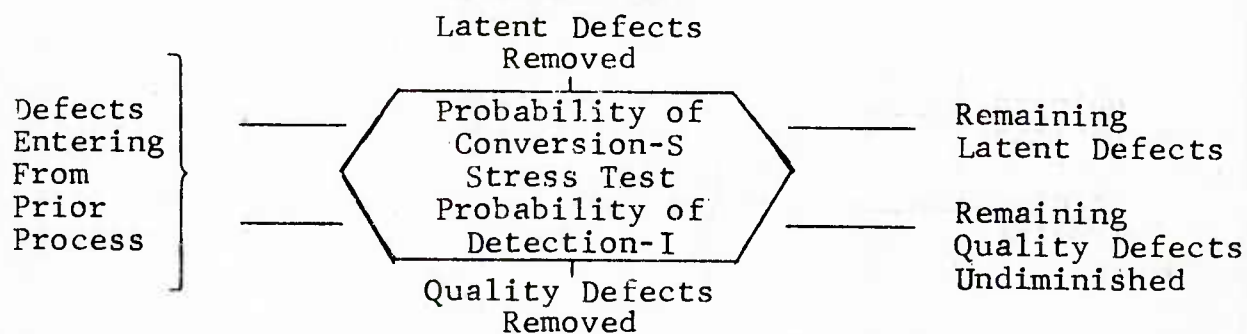 Latent Defects
Removed
Defects
Entering
From
Prior
Process
Probability of
Conversion-S
Stress Test
Probability of
Detection-I
Remaining
Latent Defects
Remaining
Quality Defects
Undiminished
Quality Defects
Removed